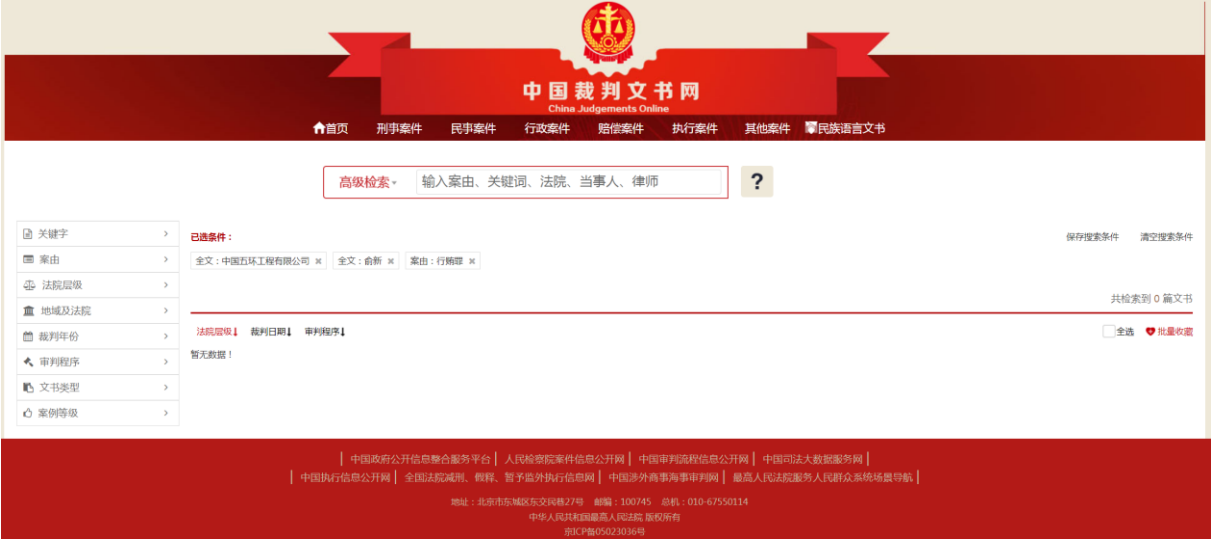 中国裁判文书网
China Judgements Online
首页 刑事案件 民事案件 行政案件 赔偿案件 执行案件 其他案件 民族语言文书
高级检索 输入案由、关键词、法院、当事人、律师 ?
关键字
案由
法院层级
地域及法院
裁判年份
审判程序
文书类型
案例等级
已选条件：
保存搜索条件 清空搜索条件
全文：中国五环工程有限公司 × 全文：俞新 × 案由：行贿罪 ×
共检索到 0 篇文书
法院层级 裁判日期 审判程序
全选 批量收藏
暂无数据！
中国政府公开信息整合服务平台 | 人民检察院案件信息公开网 | 中国审判流程信息公开网 | 中国司法大数据服务网 |
中国执行信息公开网 | 全国法院减刑、假释、暂予监外执行信息网 | 中国涉外商事海事审判网 | 最高人民法院服务人民群众系统场景导航 |
地址：北京市东城区东交民巷27号 邮编：100745 总机：010-67550114
中华人民共和国最高人民法院 版权所有
京ICP备05023036号